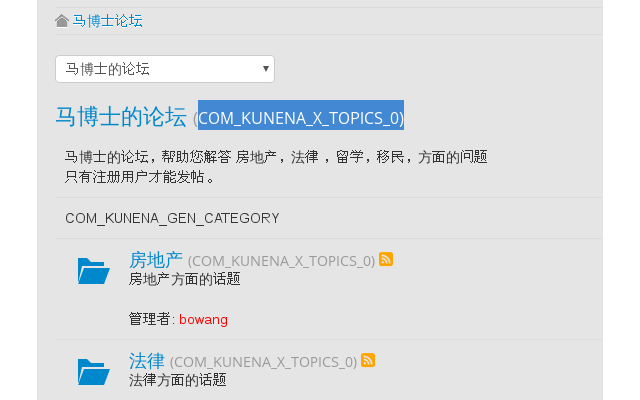 马博士论坛
马博士的论坛
马博士的论坛 (COM_KUNENA_X_TOPICS_0)
马博士的论坛，帮助您解答 房地产，法律 ，留学，移民，方面的问题
只有注册用户才能发帖。
COM_KUNENA_GEN_CATEGORY
房地产 (COM_KUNENA_X_TOPICS_0)
房地产方面的话题
管理者: bowang
法律 (COM_KUNENA_X_TOPICS_0)
法律方面的话题